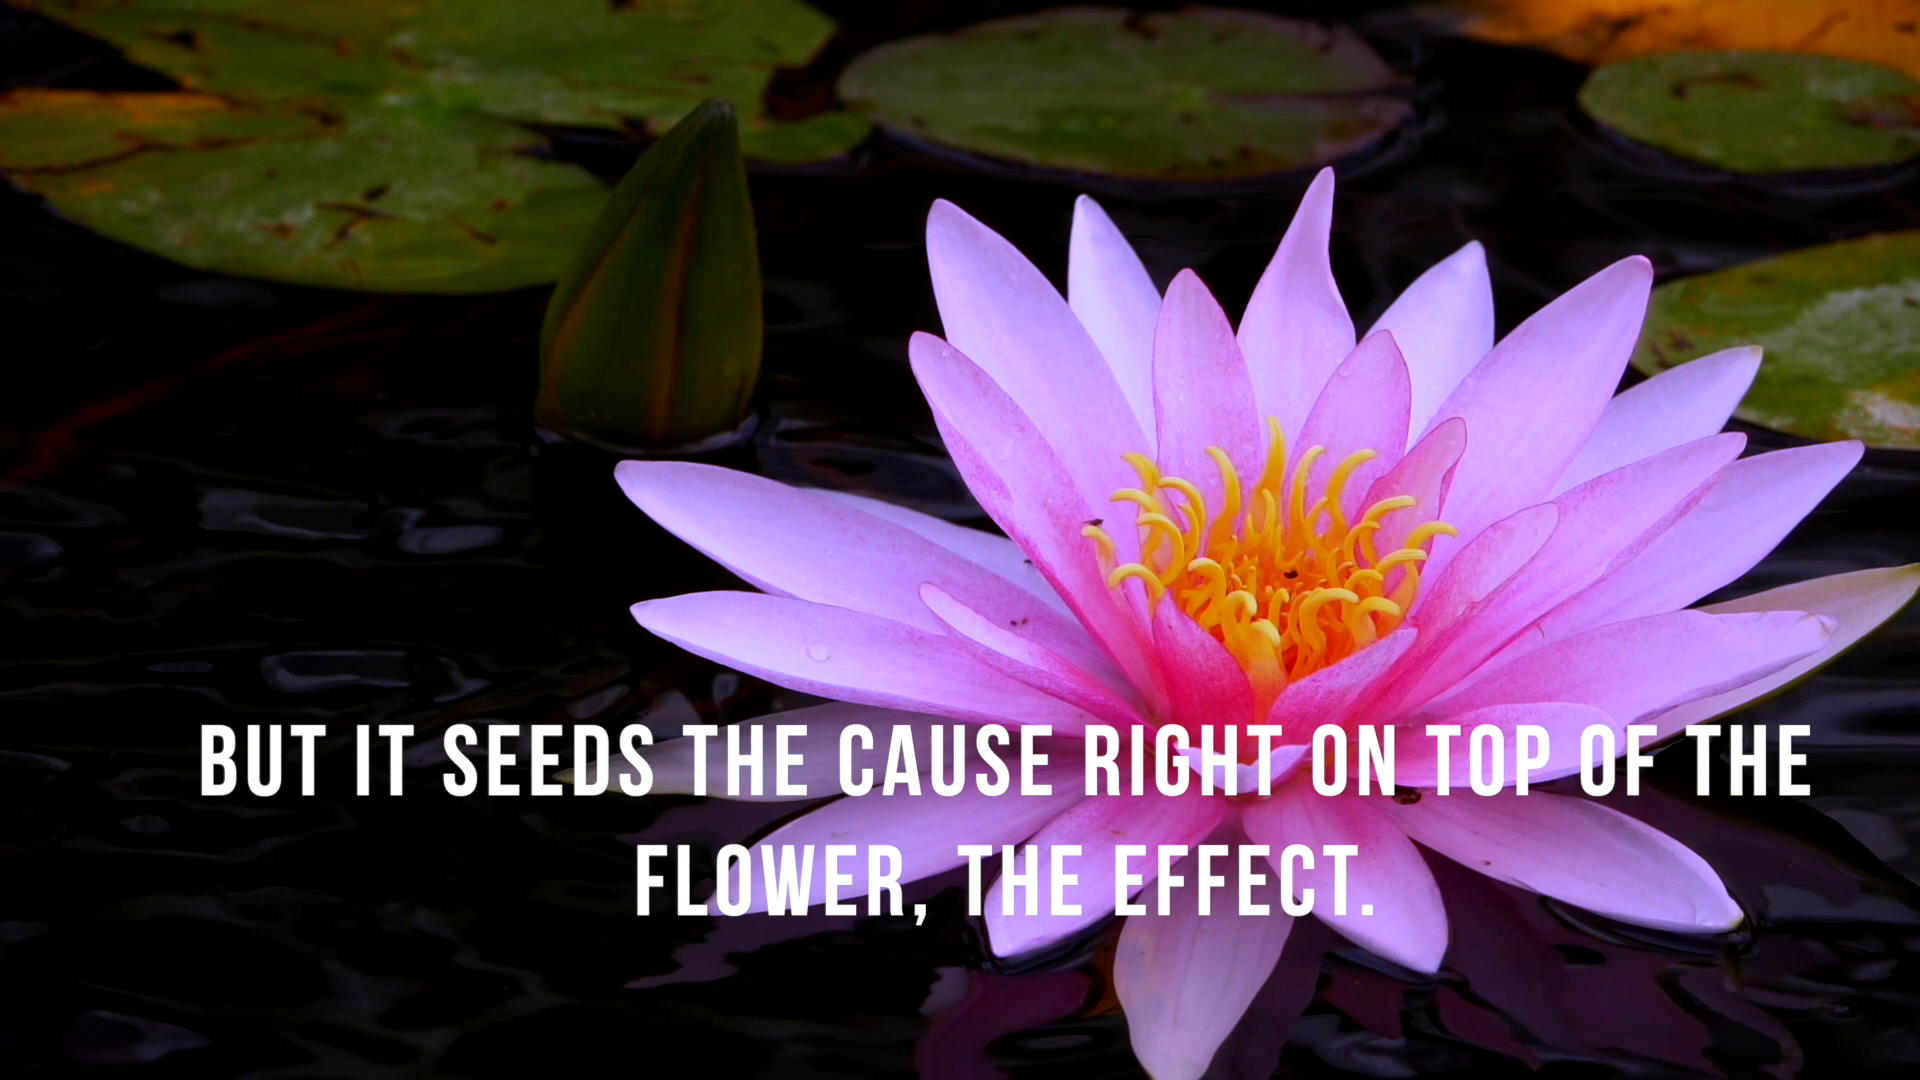 BUT IT SEEDS THE CAUSE RIGHT ON TOP OF THE
FLOWER, THE EFFECT.